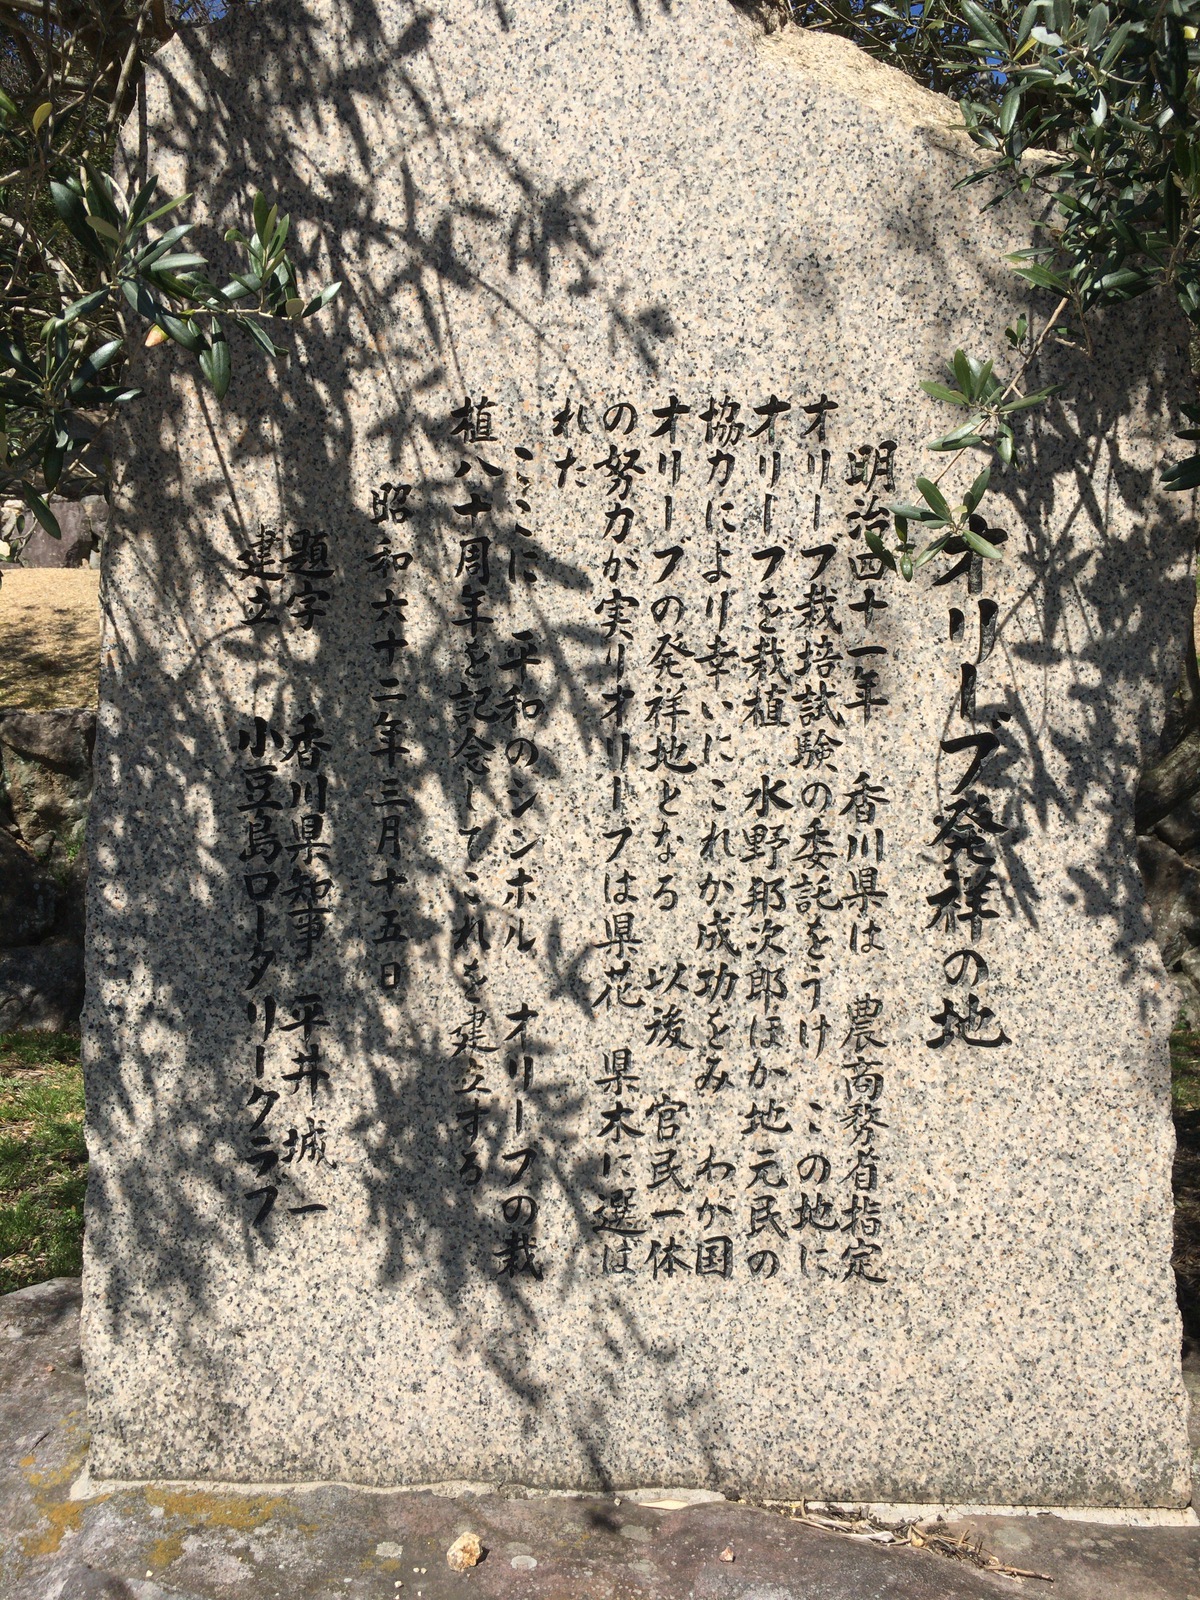 オリーブ発祥の地
明治四十一年　香川県は　農商務省指定
オリーブ栽培試験の委託をうけ　この地に
オリーブを栽植　水野邦次郎ほか地元民の
協力により幸いにこれが成功をみ　わが国
オリーブの発祥地となる　以後　官民一体
の努力が実りオリーブは県花　県木に選は
れた
ここに　平和のシンボル　オリーブの栽
植八十周年を記念してこれを建立する
昭和六十二年三月十五日
題字　香川県知事　平井城一
建立　小豆島ロータリークラブ